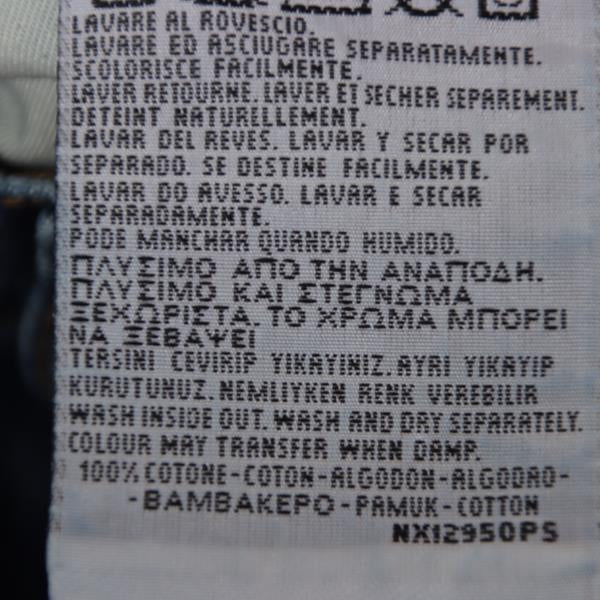 LAVARE AL ROVESCIO.
LAVARE ED ASCIUGARE SEPARATAMENTE.
SCOLORISCE FACILMENTE.
LAVER RETOURNE. LAVER ET SECHER SEPAREMENT.
DETEINT NATURELLEMENT.
LAVAR DEL REVES. LAVAR Y SECAR POR
SEPARADO. SE DESTINE FACILMENTE.
LAVAR DO AVESSO. LAVAR E SECAR
SEPARADAMENTE.
PODE MANCHAR QUANDO HUMIDO.
ΠΛΥΣΙΜΟ ΑΠΟ ΤΗΝ ΑΝΑΠΟΔΗ.
ΠΛΥΣΙΜΟ ΚΑΙ ΣΤΕΓΝΩΜΑ
ΞΕΧΩΡΙΣΤΑ. ΤΟ ΧΡΩΜΑ ΜΠΟΡΕΙ
ΝΑ ΞΕΒΑΨΕΙ
TERSINI CEVIRIP YIKAYINIZ. AYRI YIKAYIP
KURUTUNUZ. NEMLIYKEN RENK VEREBILIR
WASH INSIDE OUT. WASH AND DRY SEPARATELY.
COLOUR MAY TRANSFER WHEN DAMP.
100% COTONE-COTON-ALGODON-ALGODAO-
-ΒΑΜΒΑΚΕΡΟ-PAMUK-COTTON
NX12950PS